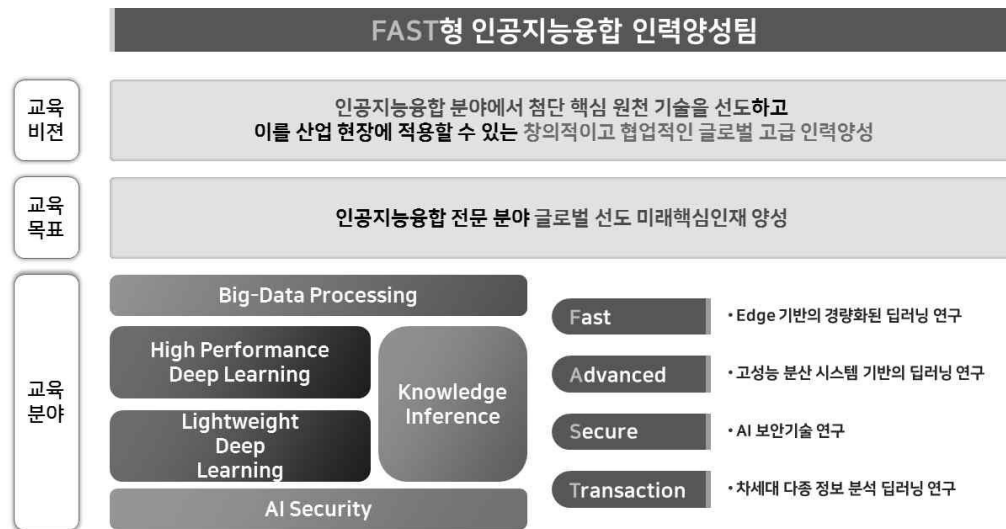 FAST형 인공지능융합 인력양성팀
교육
비젼
인공지능융합 분야에서 첨단 핵심 원천 기술을 선도하고
이를 산업 현장에 적용할 수 있는 창의적이고 협업적인 글로벌 고급 인력양성
교육
목표
인공지능융합 전문 분야 글로벌 선도 미래핵심인재 양성
교육
분야
Big-Data Processing
High Performance
Deep Learning
Lightweight
Deep
Learning
Knowledge
Inference
AI Security
Fast
• Edge 기반의 경량화된 딥러닝 연구
Advanced
• 고성능 분산 시스템 기반의 딥러닝 연구
Secure
• AI 보안기술 연구
Transaction
• 차세대 다종 정보 분석 딥러닝 연구